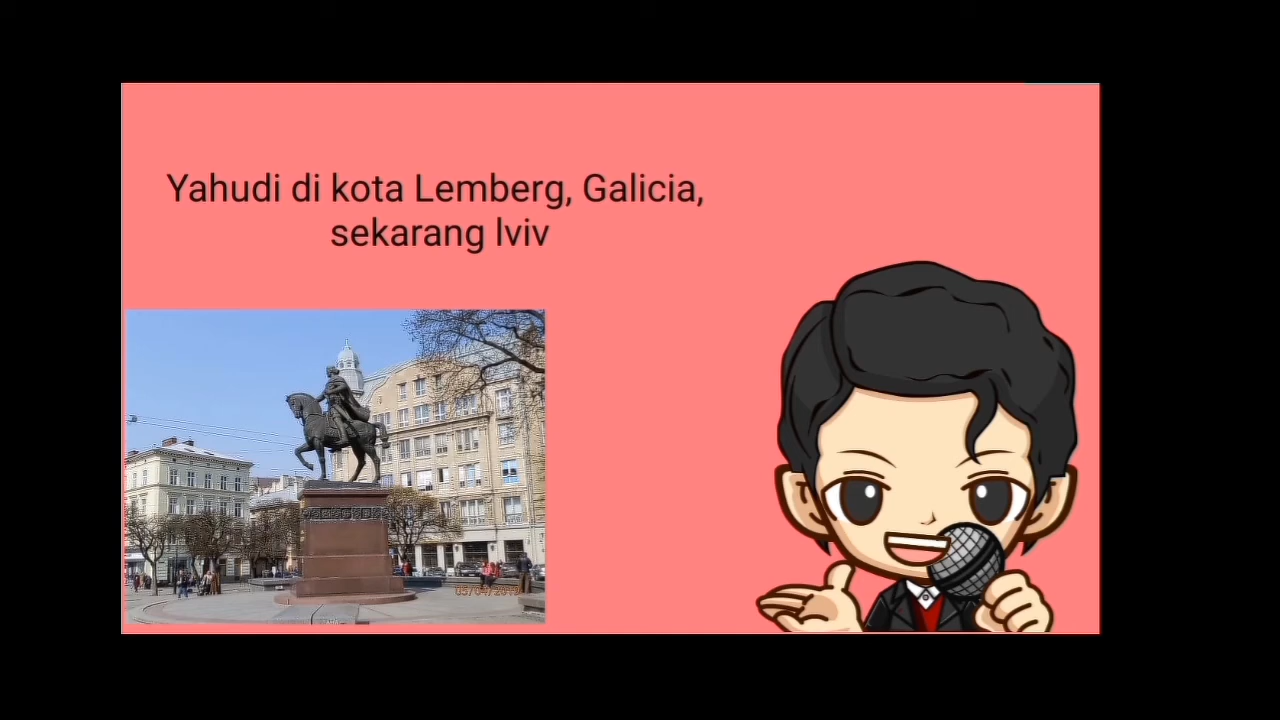 Yahudi di kota Lemberg, Galicia,
sekarang lviv